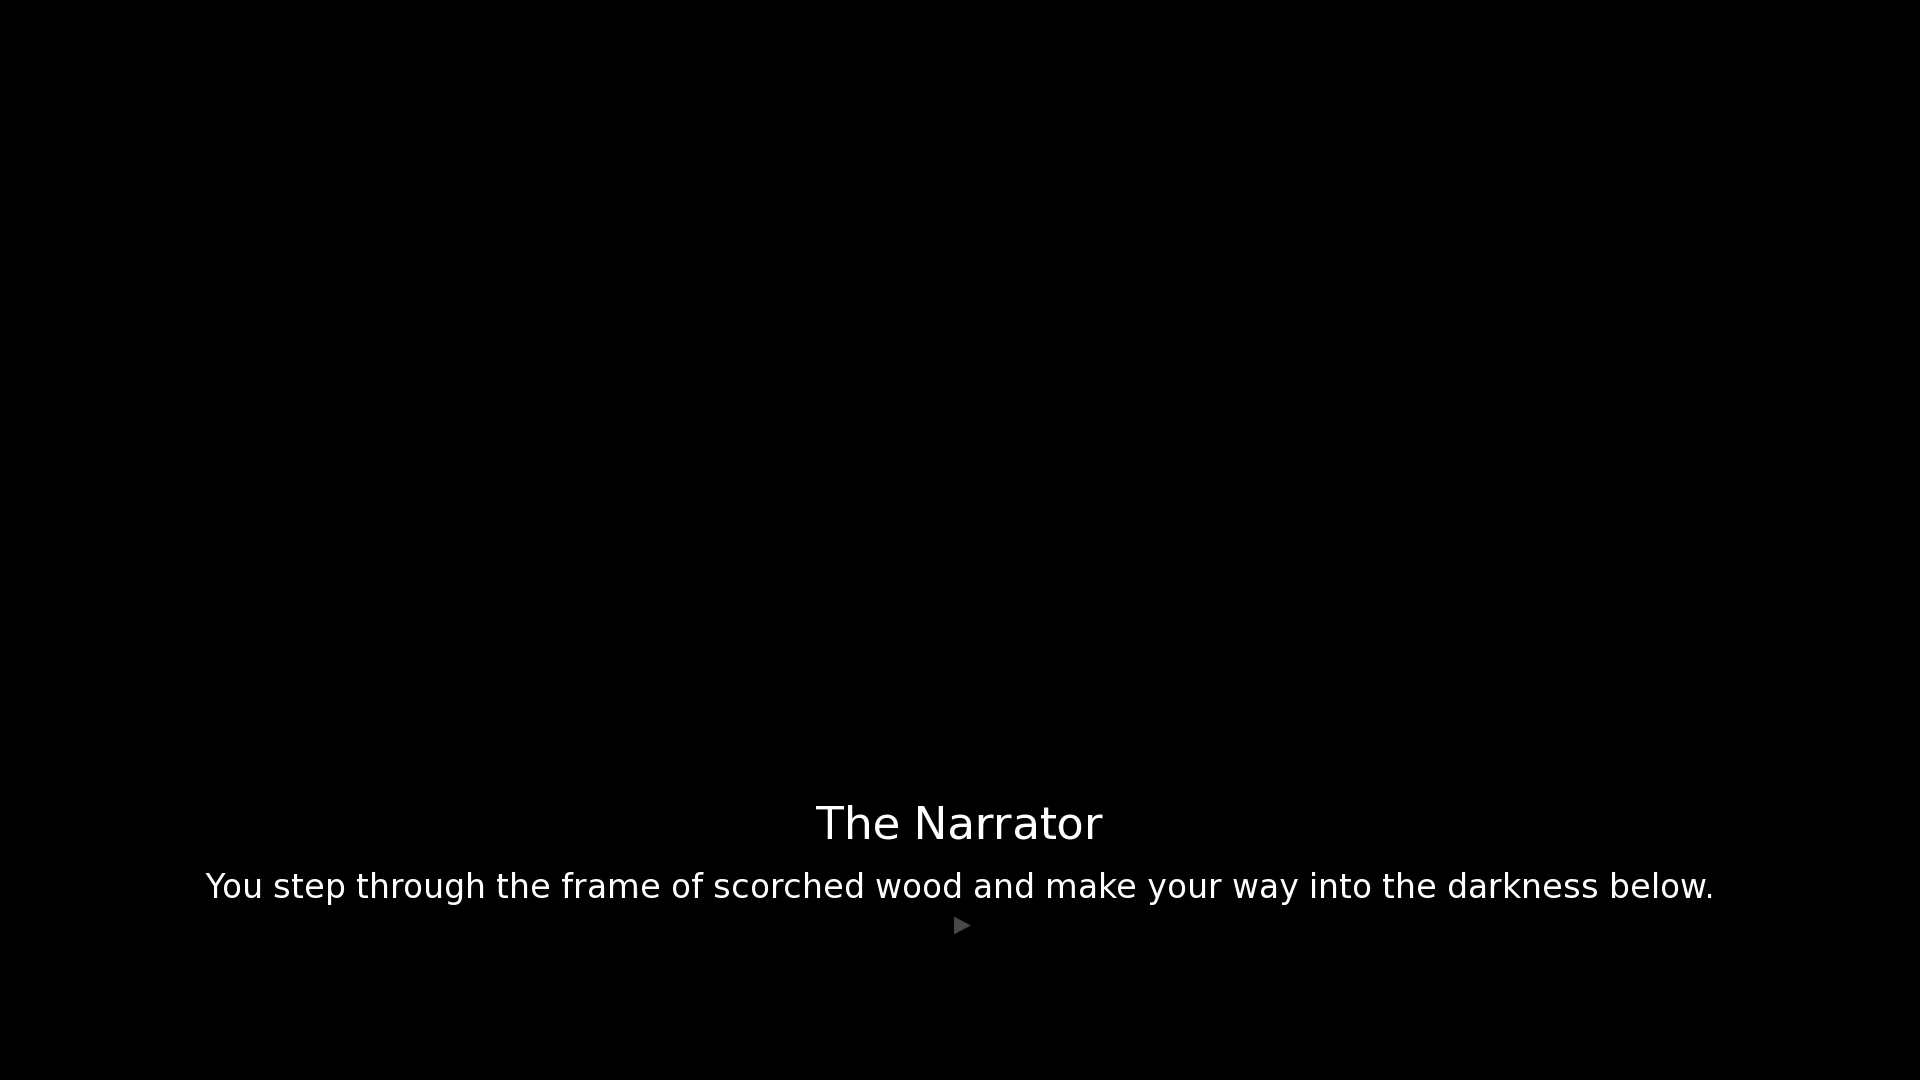 The Narrator
You step through the frame of scorched wood and make your way into the darkness below.